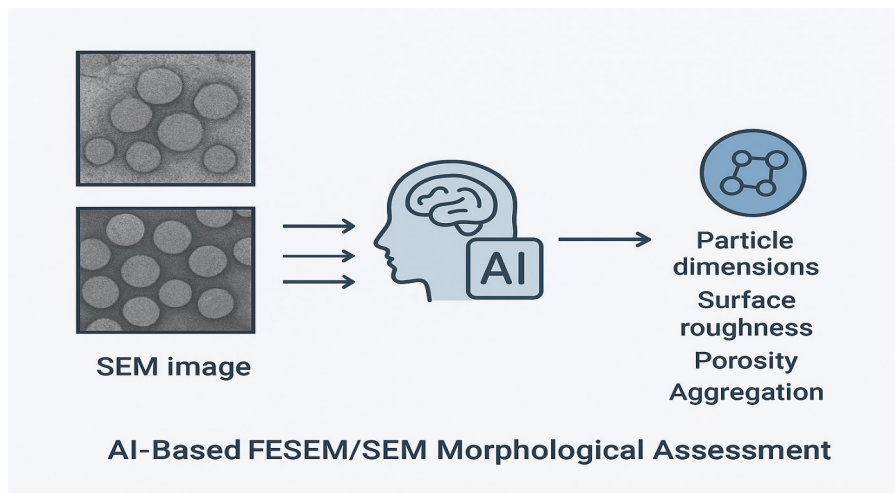 SEM image
AI
Particle
dimensions
Surface
roughness
Porosity
Aggregation
AI-Based FESEM/SEM Morphological Assessment